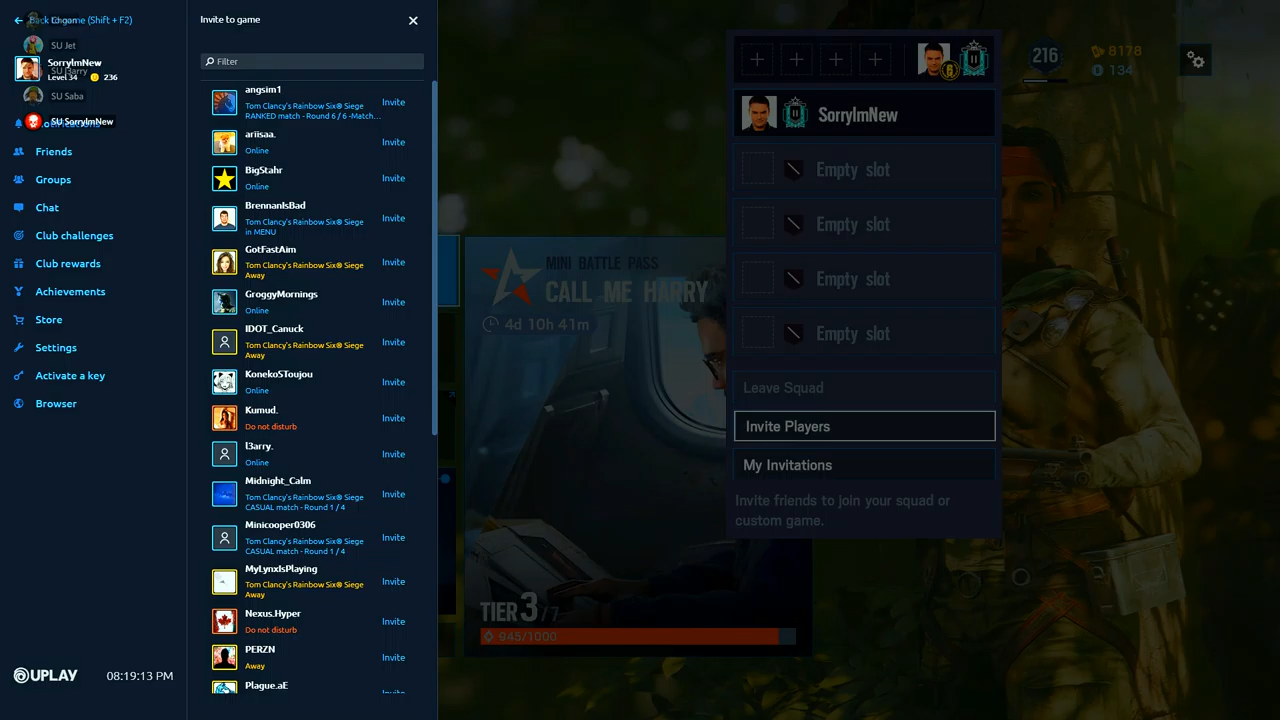 Back to game (Shift + F2)
SU Jet
SorryImNew
SU l3arry
Level 34
236
SU Saba
SU SorryImNew
Friends
Groups
Chat
Club challenges
Club rewards
Achievements
Store
Settings
Activate a key
Browser
UPLAY
08:19:13 PM
Invite to game
Filter
angsim1
Tom Clancy's Rainbow Six® Siege
RANKED match - Round 6 / 6 -Match...
Invite
ariisaa.
Online
Invite
BigStahr
Online
Invite
BrennanIsBad
Tom Clancy's Rainbow Six® Siege
in MENU
Invite
GotFastAim
Tom Clancy's Rainbow Six® Siege
Away
Invite
GroggyMornings
Online
Invite
IDOT_Canuck
Tom Clancy's Rainbow Six® Siege
Away
Invite
KonekoSToujou
Online
Invite
Kumud.
Do not disturb
Invite
l3arry.
Online
Invite
Midnight_Calm
Tom Clancy's Rainbow Six® Siege
CASUAL match - Round 1 / 4
Invite
Minicooper0306
Tom Clancy's Rainbow Six® Siege
CASUAL match - Round 1 / 4
Invite
MyLynxIsPlaying
Tom Clancy's Rainbow Six® Siege
Away
Invite
Nexus.Hyper
Do not disturb
Invite
PERZN
Away
Invite
Plague.aE
Invite
MINI BATTLE PASS
CALL ME HARRY
4d 10h 41m
TIER 3/7
945/1000
SorryImNew
Empty slot
Empty slot
Empty slot
Empty slot
Leave Squad
Invite Players
My Invitations
Invite friends to join your squad or
custom game.
216
8178
134